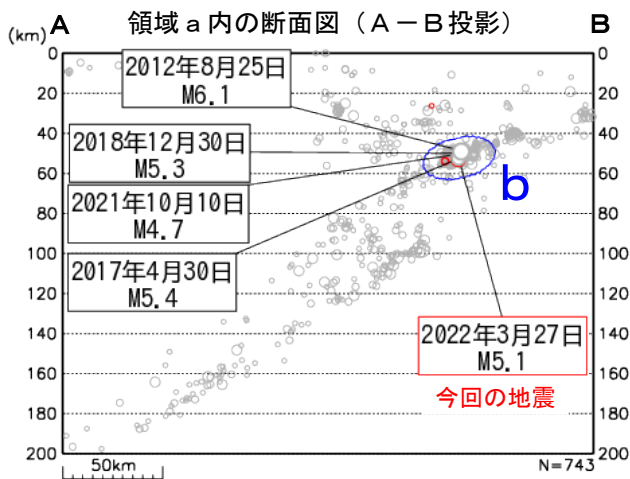 領域a内の断面図（A－B投影）
(km)
A
B
0
20
40
60
80
100
120
140
160
180
200
0
20
40
60
80
100
120
140
160
180
200
2012年8月25日
M6.1
2018年12月30日
M5.3
2021年10月10日
M4.7
2017年4月30日
M5.4
b
2022年3月27日
M5.1
今回の地震
50km
N=743